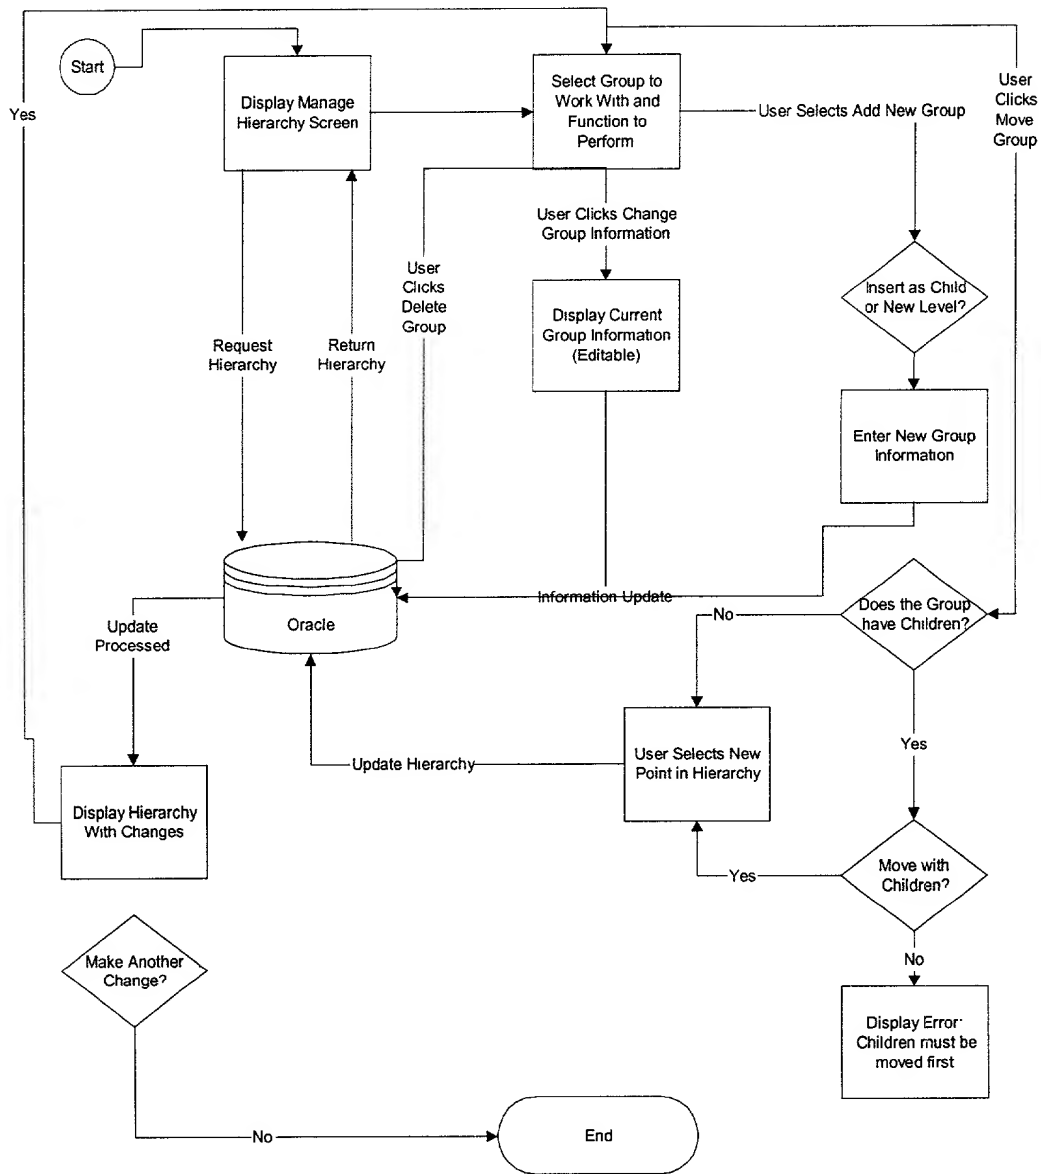 Start
Yes
Display Manage
Hierarchy Screen
Select Group to
Work With and
Function to
Perform
User Selects Add New Group
User
Clicks
Move
Group
User Clicks Change
Group Information
User
Clicks
Delete
Group
Insert as Child
or New Level?
Display Current
Group Information
(Editable)
Request
Hierarchy
Return
Hierarchy
Enter New Group
Information
Information Update
Does the Group
have Children?
No
Oracle
Update
Processed
Yes
User Selects New
Point in Hierarchy
Update Hierarchy
Display Hierarchy
With Changes
Move with
Children?
Yes
Make Another
Change?
No
Display Error:
Children must be
moved first
No
End